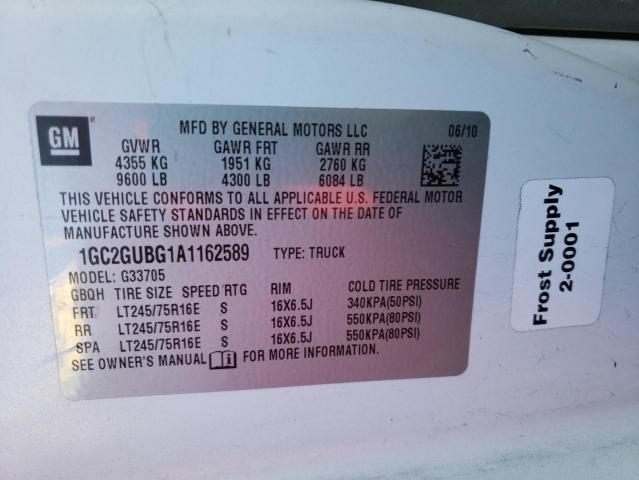 GM
MFD BY GENERAL MOTORS LLC 06/10
GVWR GAWR FRT GAWR RR
4355 KG 1951 KG 2760 KG
9600 LB 4300 LB 6084 LB
THIS VEHICLE CONFORMS TO ALL APPLICABLE U.S. FEDERAL MOTOR
VEHICLE SAFETY STANDARDS IN EFFECT ON THE DATE OF
MANUFACTURE SHOWN ABOVE.
1GC2GUBG1A1162589 TYPE: TRUCK
MODEL: G33705
GBQH TIRE SIZE SPEED RTG RIM COLD TIRE PRESSURE
FRT LT245/75R16E S 16X6.5J 340KPA(50PSI)
RR LT245/75R16E S 16X6.5J 550KPA(80PSI)
SPA LT245/75R16E S 16X6.5J 550KPA(80PSI)
SEE OWNER'S MANUAL FOR MORE INFORMATION.
Frost Supply
2-0001